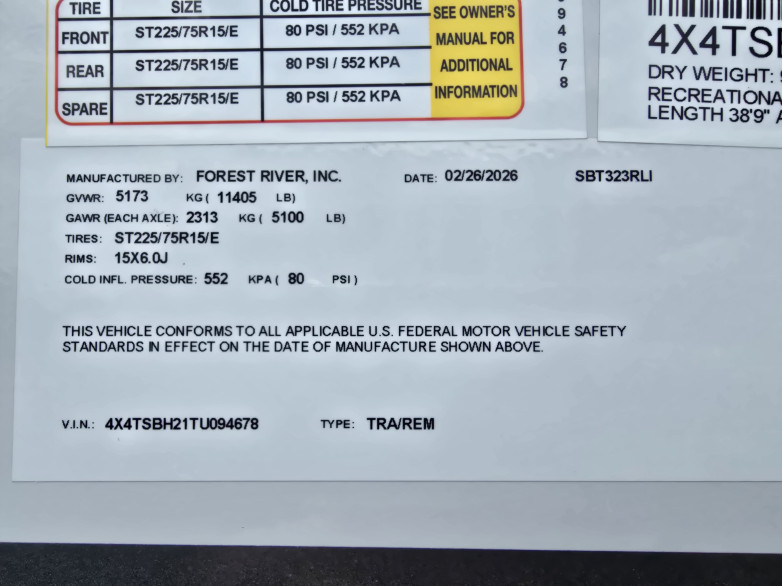 TIRE SIZE COLD TIRE PRESSURE SEE OWNER'S
FRONT ST225/75R15/E 80 PSI / 552 KPA MANUAL FOR
REAR ST225/75R15/E 80 PSI / 552 KPA ADDITIONAL
SPARE ST225/75R15/E 80 PSI / 552 KPA INFORMATION
9
4
6
7
8
4X4TSB
DRY WEIGHT:
RECREATIONA
LENGTH 38'9" A
MANUFACTURED BY: FOREST RIVER, INC. DATE: 02/26/2026 SBT323RLI
GVWR: 5173 KG ( 11405 LB)
GAWR (EACH AXLE): 2313 KG ( 5100 LB)
TIRES: ST225/75R15/E
RIMS: 15X6.0J
COLD INFL. PRESSURE: 552 KPA ( 80 PSI )
THIS VEHICLE CONFORMS TO ALL APPLICABLE U.S. FEDERAL MOTOR VEHICLE SAFETY
STANDARDS IN EFFECT ON THE DATE OF MANUFACTURE SHOWN ABOVE.
V.I.N.: 4X4TSBH21TU094678 TYPE: TRA/REM